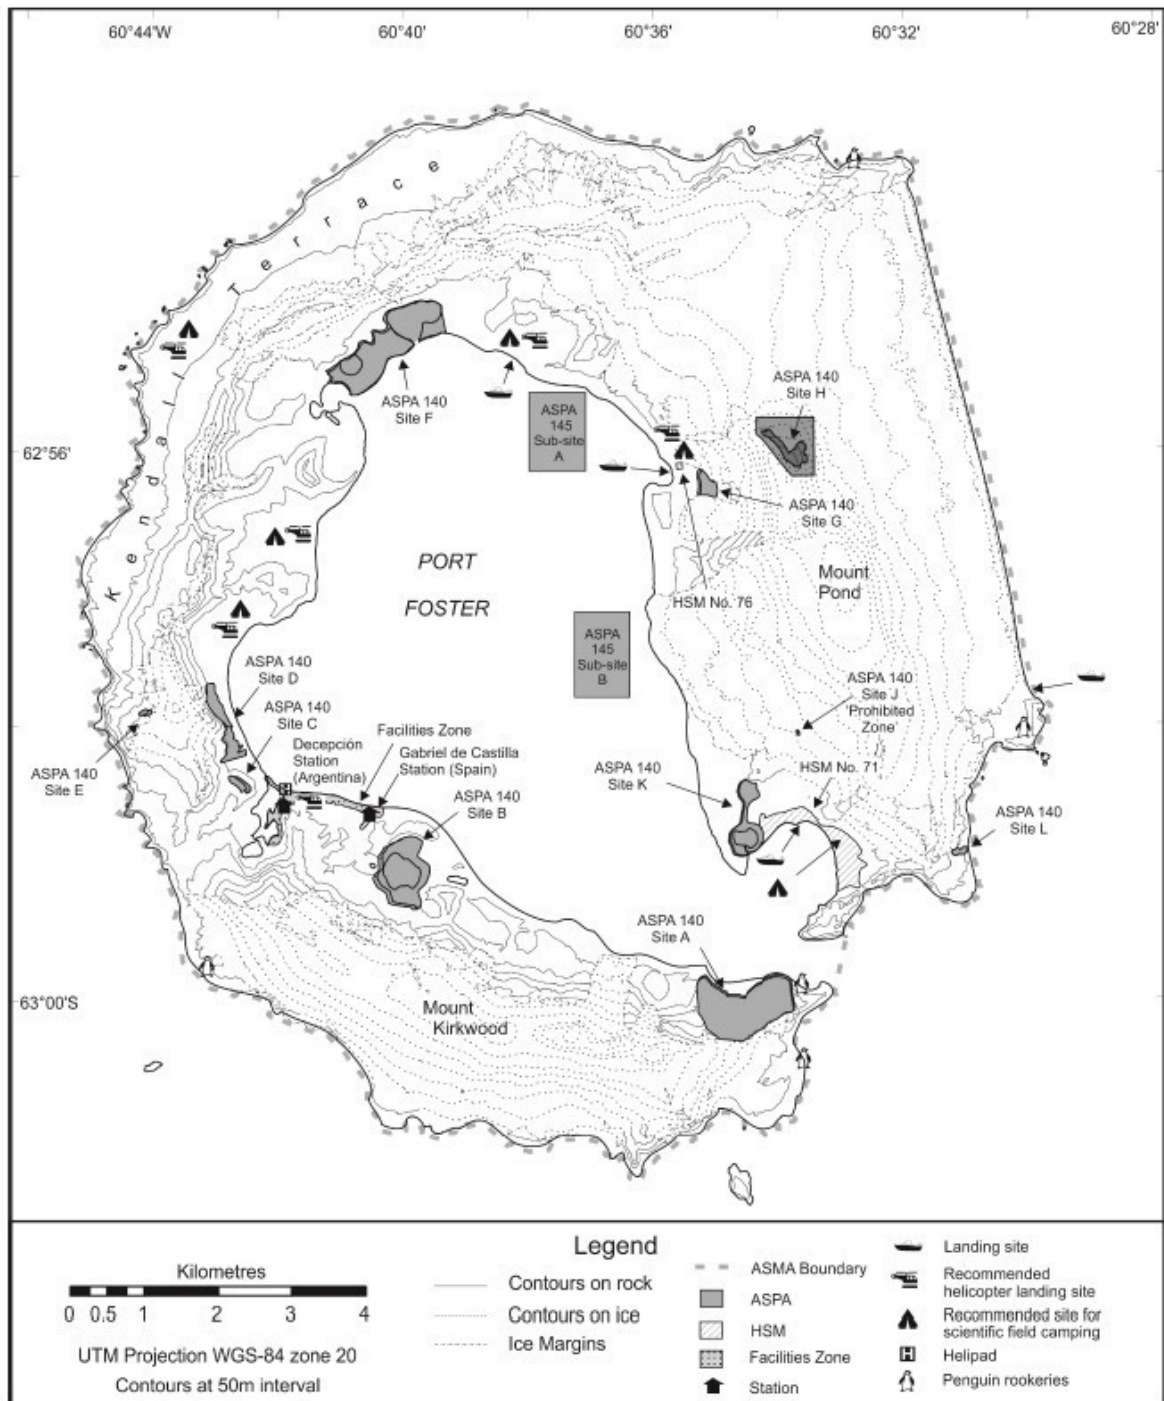 60°44'W
60°40'
60°36'
60°32'
60°28'
Kendall Terrace
ASPA 140
Site F
ASPA
145
Sub-site
A
ASPA 140
Site H
62°56'
ASPA 140
Site G
PORT
FOSTER
Mount
Pond
HSM No. 76
ASPA
145
Sub-site
B
ASPA 140
Site D
ASPA 140
Site C
ASPA 140
Site J
'Prohibited
Zone'
Facilities Zone
Decepción
Station
(Argentina)
Gabriel de Castilla
Station (Spain)
ASPA 140
Site E
ASPA 140
Site B
ASPA 140
Site K
HSM No. 71
ASPA 140
Site L
ASPA 140
Site A
63°00'S
Mount
Kirkwood
Legend
Kilometres
0 0.5 1 2 3 4
UTM Projection WGS-84 zone 20
Contours at 50m interval
Contours on rock
Contours on ice
Ice Margins
ASMA Boundary
ASPA
HSM
Facilities Zone
Station
Landing site
Recommended
helicopter landing site
Recommended site for
scientific field camping
H Helipad
Penguin rookeries